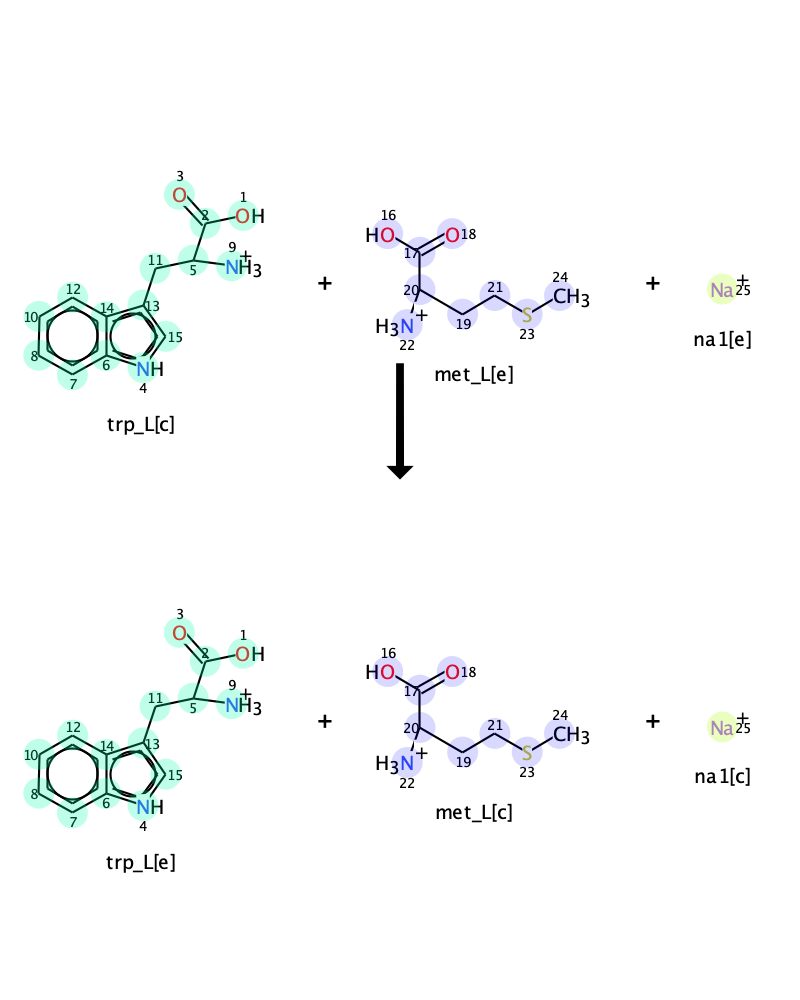 3
1
O
2
OH
9
+
NH3
11
5
12
10
14
13
15
8
6
7
NH
4
trp_L[c]
+
16
HO
O 18
17
20
21
24
CH3
+
H3N
19
S
22
23
met_L[e]
+
+
Na 25
na1[e]
3
1
O
2
OH
9
+
NH3
11
5
12
10
14
13
15
8
6
7
NH
4
trp_L[e]
+
16
HO
O 18
17
20
21
24
CH3
+
H3N
19
S
22
23
met_L[c]
+
+
Na 25
na1[c]